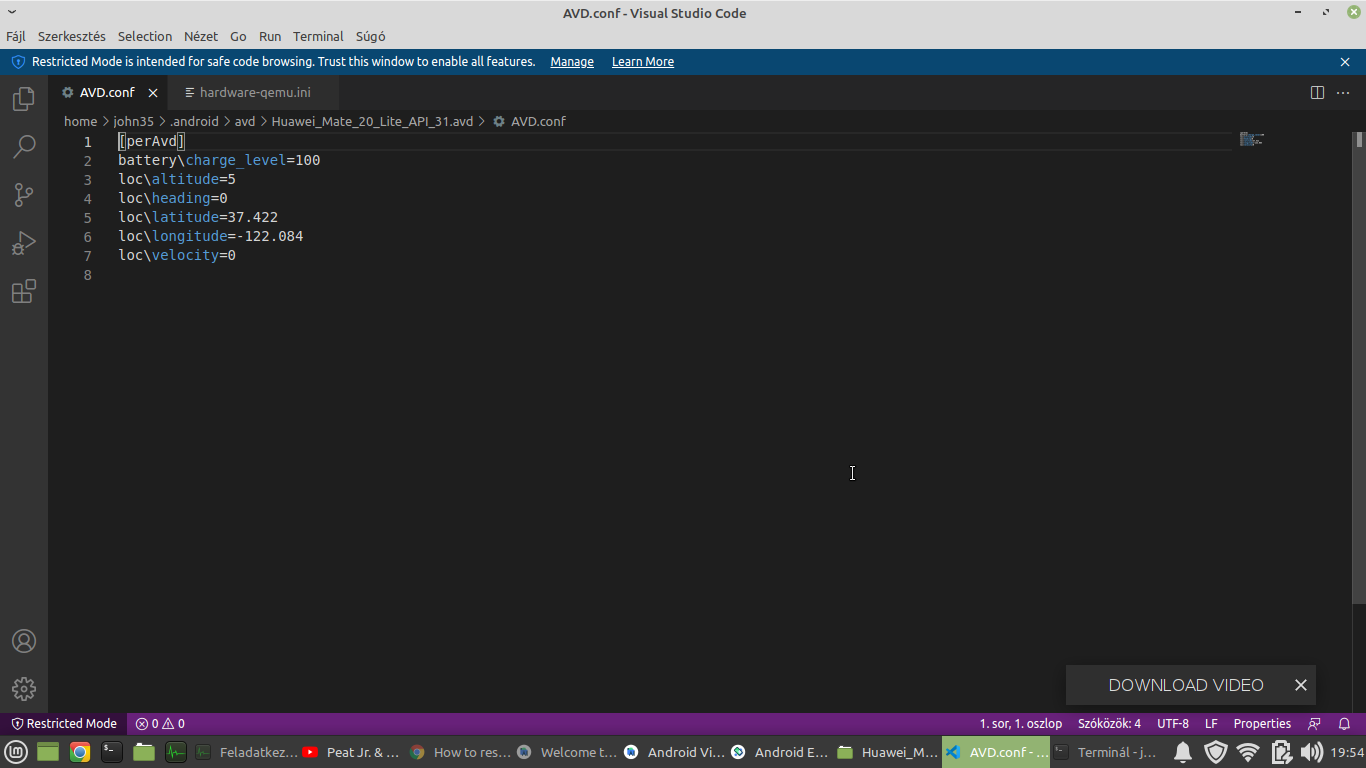 AVD.conf - Visual Studio Code
Fájl Szerkesztés Selection Nézet Go Run Terminal Súgó
Restricted Mode is intended for safe code browsing. Trust this window to enable all features. Manage Learn More
AVD.conf hardware-qemu.ini
home > john35 > .android > avd > Huawei_Mate_20_Lite_API_31.avd > AVD.conf
1 [perAvd]
2 battery\charge_level=100
3 loc\altitude=5
4 loc\heading=0
5 loc\latitude=37.422
6 loc\longitude=-122.084
7 loc\velocity=0
8
DOWNLOAD VIDEO
Restricted Mode 0 0 1. sor, 1. oszlop Szóközök: 4 UTF-8 LF Properties
Feladatkez... Peat Jr. & ... How to res... Welcome t... Android Vi... Android E... Huawei_M... AVD.conf - ... Terminál - j... 19:54